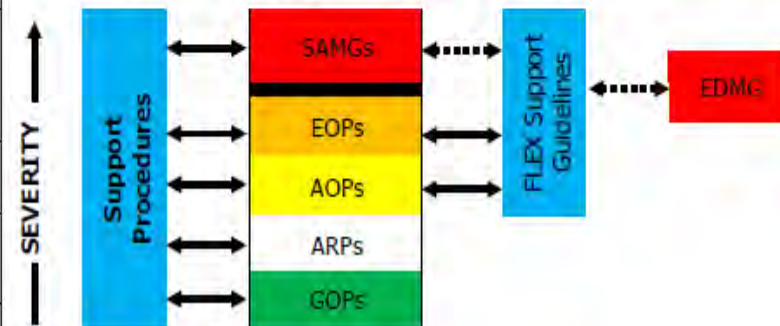 SEVERITY
Support
Procedures
SAMGs
EOPs
AOPs
ARPs
GOPs
FLEX Support
Guidelines
EDMG